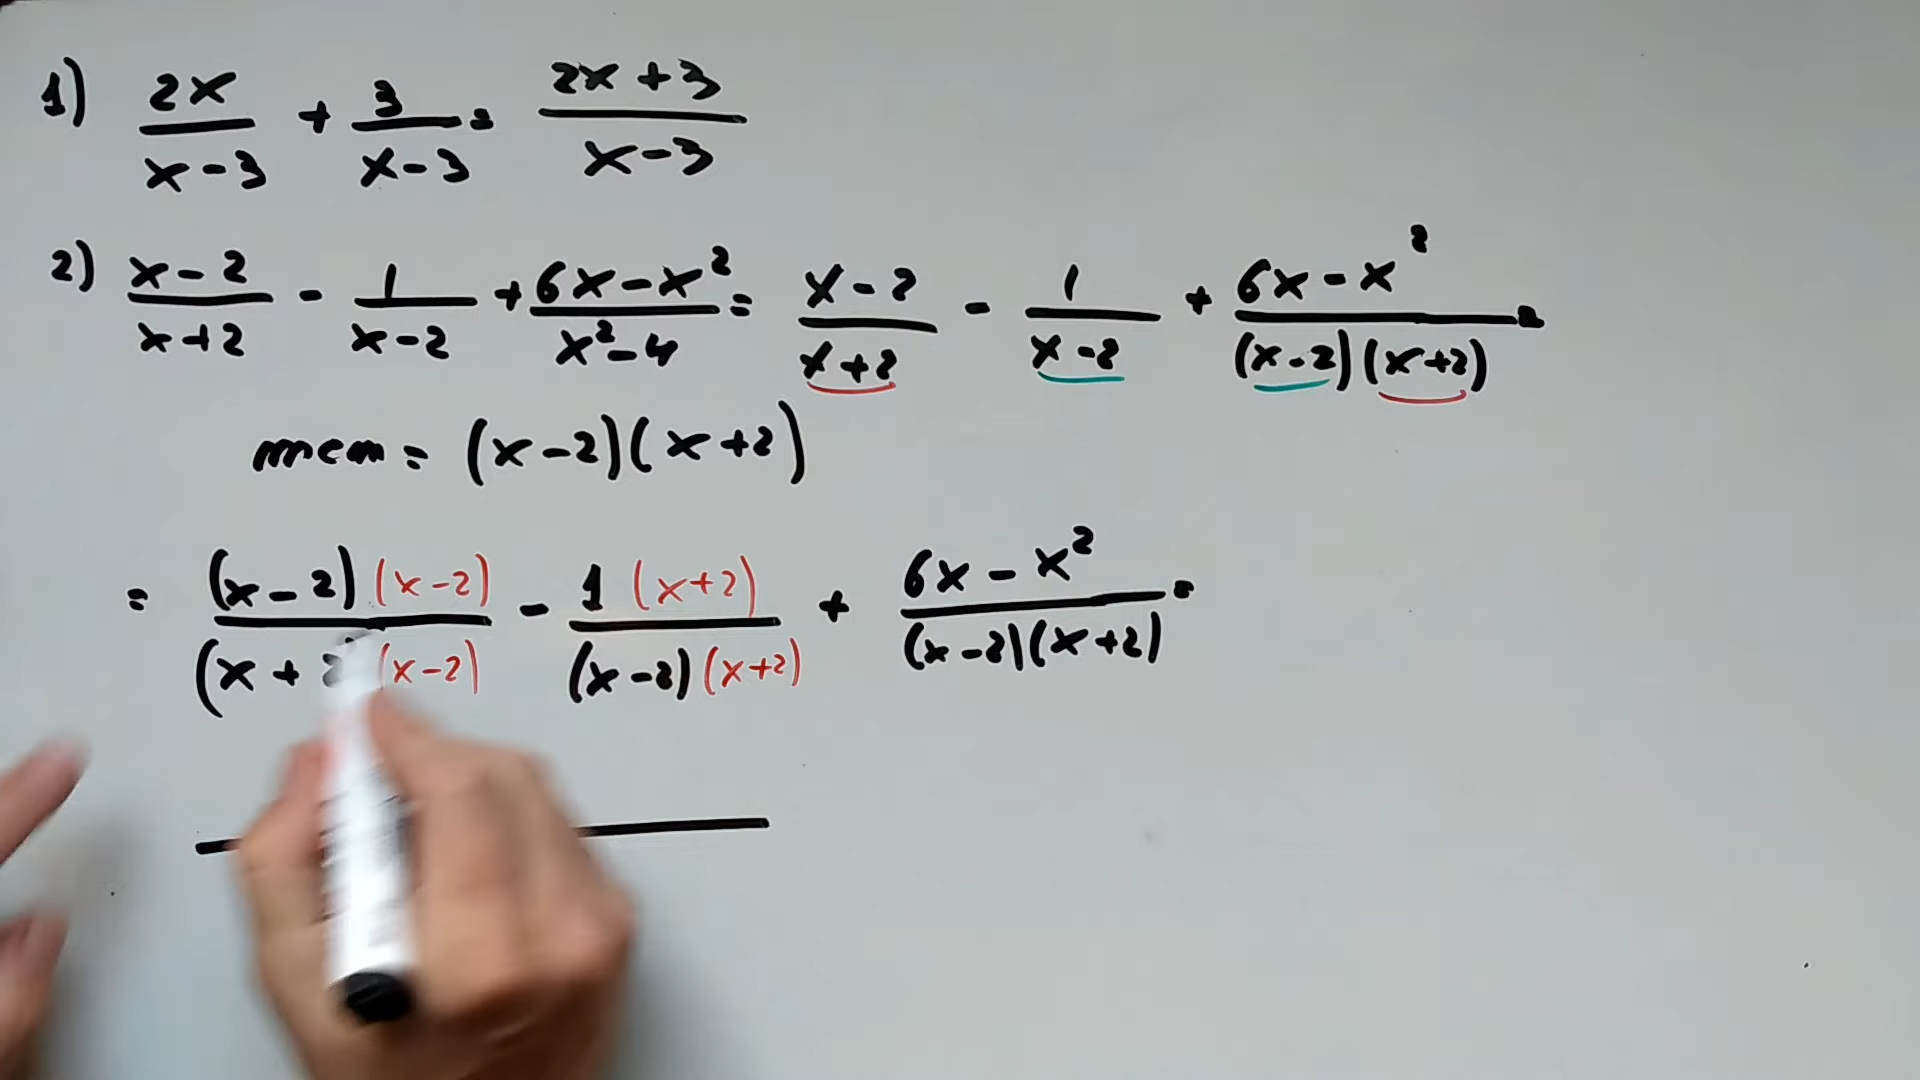 1) 2x/(x-3) + 3/(x-3) = (2x+3)/(x-3)
2) (x-2)/(x+2) - 1/(x-2) + (6x-x²)/(x²-4) = (x-2)/(x+2) - 1/(x-2) + (6x-x²)/((x-2)(x+2)) =
mcm = (x-2)(x+2)
= ((x-2)(x-2))/((x+2)(x-2)) - (1(x+2))/((x-2)(x+2)) + (6x-x²)/((x-2)(x+2)) =